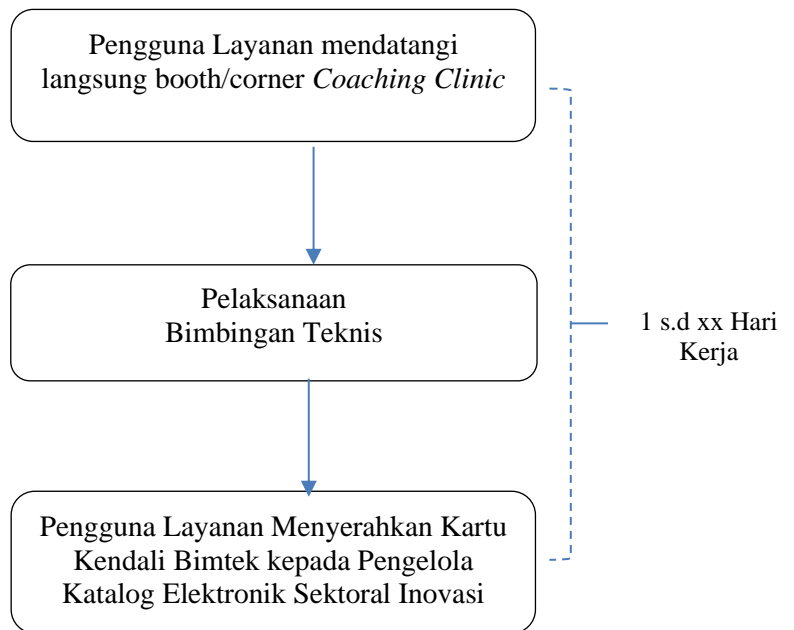 Pengguna Layanan mendatangi
langsung booth/corner Coaching Clinic
Pelaksanaan
Bimbingan Teknis
1 s.d xx Hari
Kerja
Pengguna Layanan Menyerahkan Kartu
Kendali Bimtek kepada Pengelola
Katalog Elektronik Sektoral Inovasi